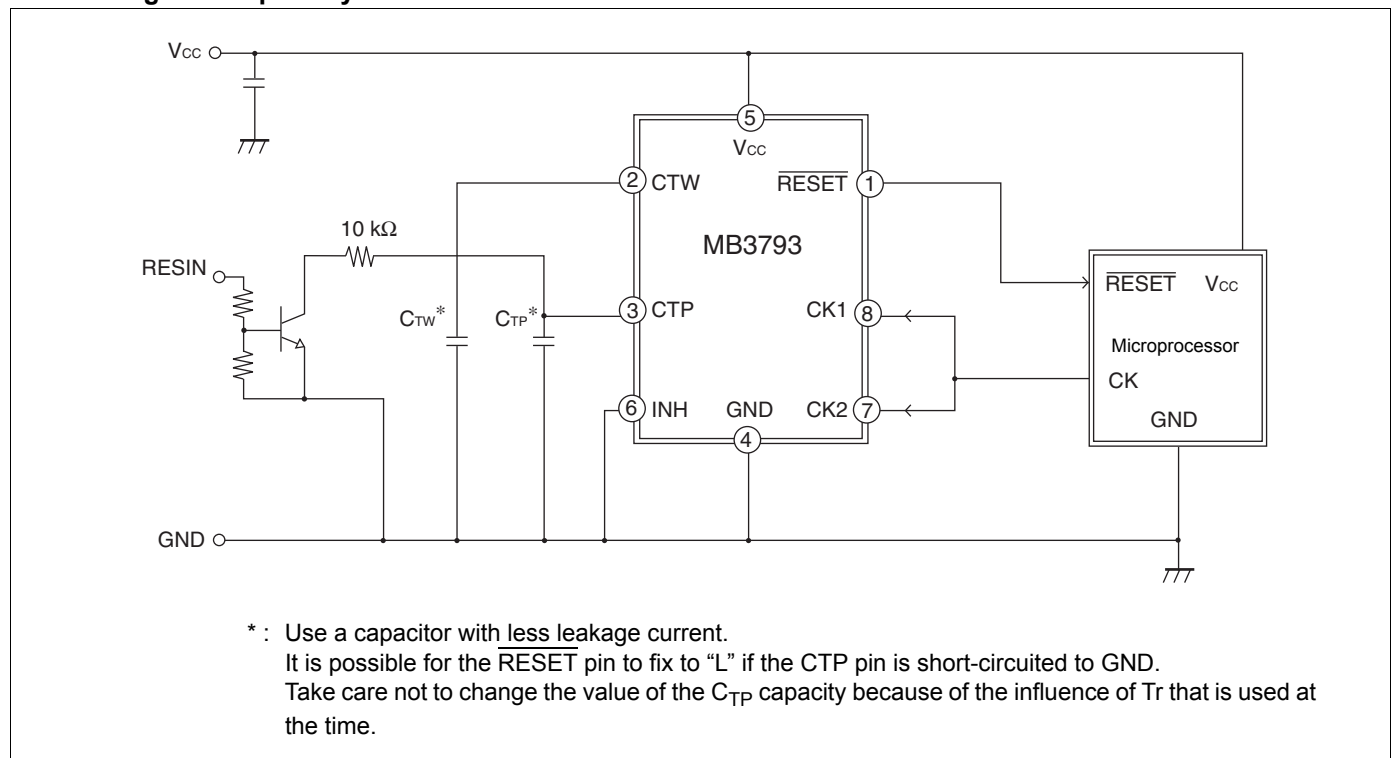 Vcc
5
Vcc
2 CTW
RESET 1
10 kΩ
MB3793
RESIN
RESET Vcc
CTW*
CTP*
3 CTP
CK1 8
Microprocessor
CK
6 INH
GND
CK2 7
GND
4
GND
* : Use a capacitor with less leakage current.
It is possible for the RESET pin to fix to “L” if the CTP pin is short-circuited to GND.
Take care not to change the value of the CTP capacity because of the influence of Tr that is used at
the time.